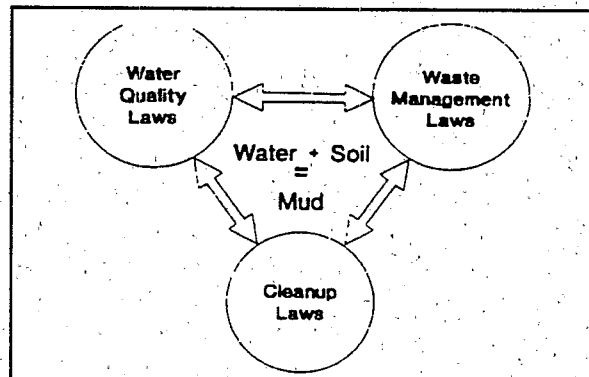 Water
Quality
Laws
Waste
Management
Laws
Water + Soil
=
Mud
Cleanup
Laws